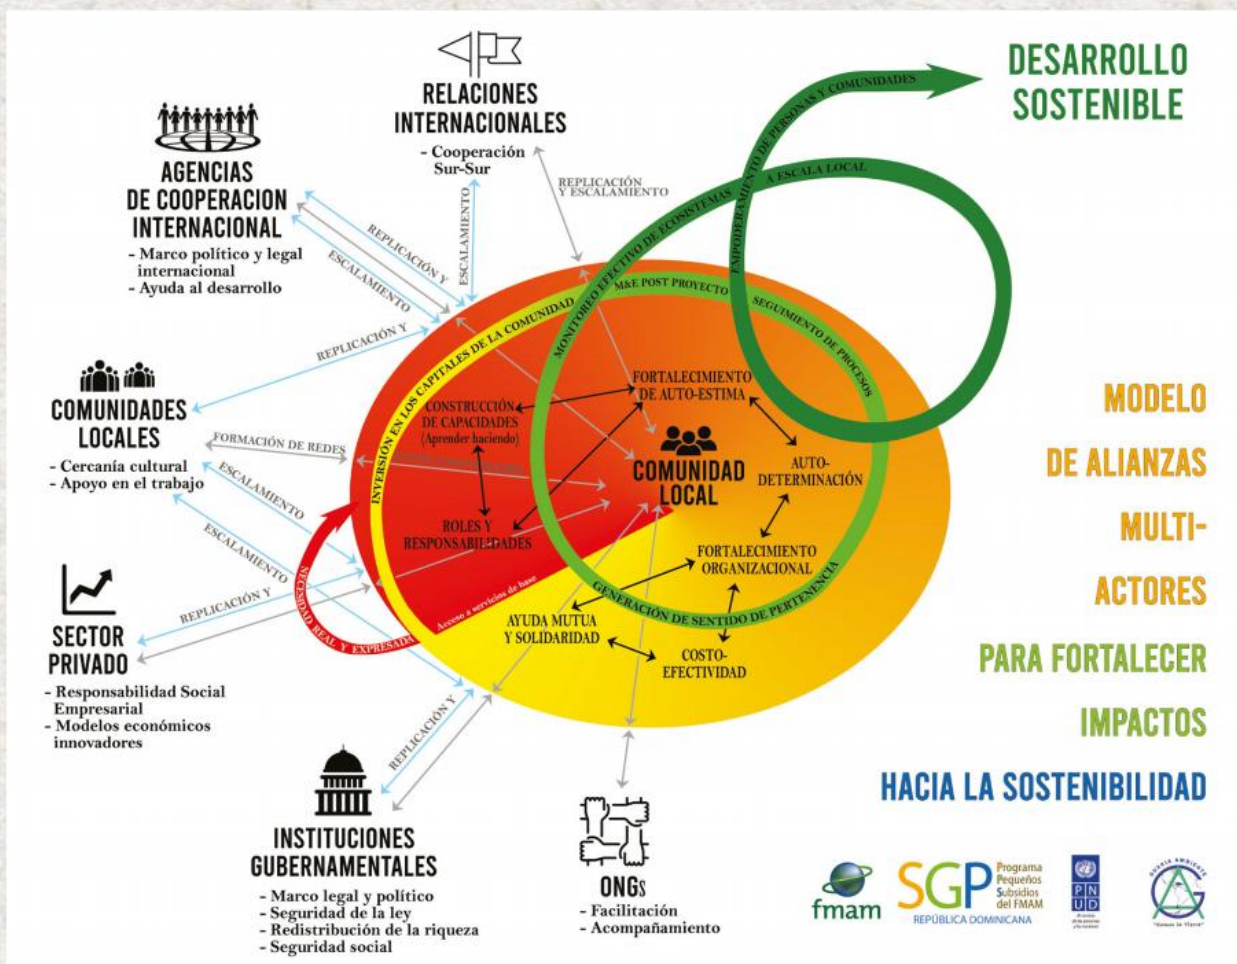 DESARROLLO
SOSTENIBLE
RELACIONES
INTERNACIONALES
- Cooperación
Sur-Sur
AGENCIAS
DE COOPERACION
INTERNACIONAL
- Marco político y legal
internacional
- Ayuda al desarrollo
COMUNIDADES
LOCALES
- Cercanía cultural
- Apoyo en el trabajo
SECTOR
PRIVADO
- Responsabilidad Social
Empresarial
- Modelos económicos
innovadores
INSTITUCIONES
GUBERNAMENTALES
- Marco legal y político
- Seguridad de la ley
- Redistribución de la riqueza
- Seguridad social
ONGs
- Facilitación
- Acompañamiento
REPLICACIÓN
Y ESCALAMIENTO
ESCALAMIENTO
REPLICACIÓN Y
ESCALAMIENTO
REPLICACIÓN Y
FORMACIÓN DE REDES
ESCALAMIENTO
ESCALAMIENTO
REPLICACIÓN Y
REPLICACIÓN Y
NECESIDAD REAL Y EXPRESADA
Acceso a servicios de base
INVERSIÓN EN LOS CAPITALES DE LA COMUNIDAD
M&E POST PROYECTO
SEGUIMIENTO DE PROCESOS
GENERACIÓN DE SENTIDO DE PERTENENCIA
MONITOREO EFECTIVO DE ECOSISTEMAS
A ESCALA LOCAL
EMPODERAMIENTO DE PERSONAS Y COMUNIDADES
FORTALECIMIENTO
DE AUTO-ESTIMA
CONSTRUCCIÓN
DE CAPACIDADES
(Aprender haciendo)
ROLES Y
RESPONSABILIDADES
COMUNIDAD
LOCAL
AUTO-
DETERMINACIÓN
FORTALECIMIENTO
ORGANIZACIONAL
AYUDA MUTUA
Y SOLIDARIDAD
COSTO-
EFECTIVIDAD
MODELO
DE ALIANZAS
MULTI-
ACTORES
PARA FORTALECER
IMPACTOS
HACIA LA SOSTENIBILIDAD
fmam
SGP
Programa
Pequeños
Subsidios
del FMAM
REPÚBLICA DOMINICANA
PN
UD
GUARIA AMBIENTE
"Somos la Tierra"